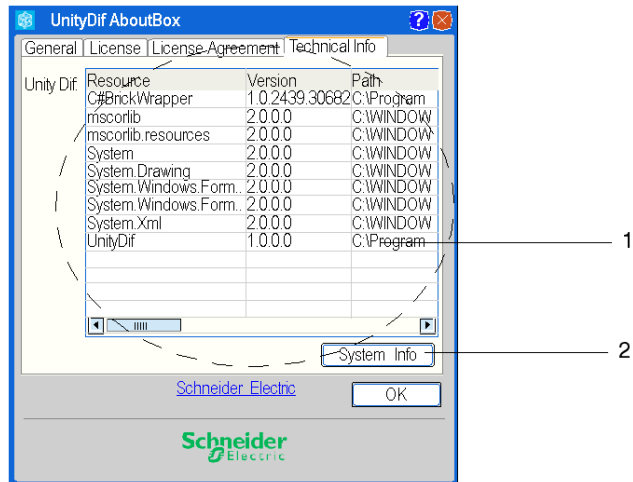 UnityDif AboutBox
General License License Agreement Technical Info
Unity Dif. Resource Version Path
C#BrickWrapper 1.0.2439.30682 C:\Program
mscorlib 2.0.0.0 C:\WINDOW
mscorlib.resources 2.0.0.0 C:\WINDOW
System 2.0.0.0 C:\WINDOW
System.Drawing 2.0.0.0 C:\WINDOW
System.Windows.Form.. 2.0.0.0 C:\WINDOW
System.Windows.Form.. 2.0.0.0 C:\WINDOW
System.Xml 2.0.0.0 C:\WINDOW
UnityDif 1.0.0.0 C:\Program
1
System Info
2
Schneider Electric
OK
Schneider
Electric